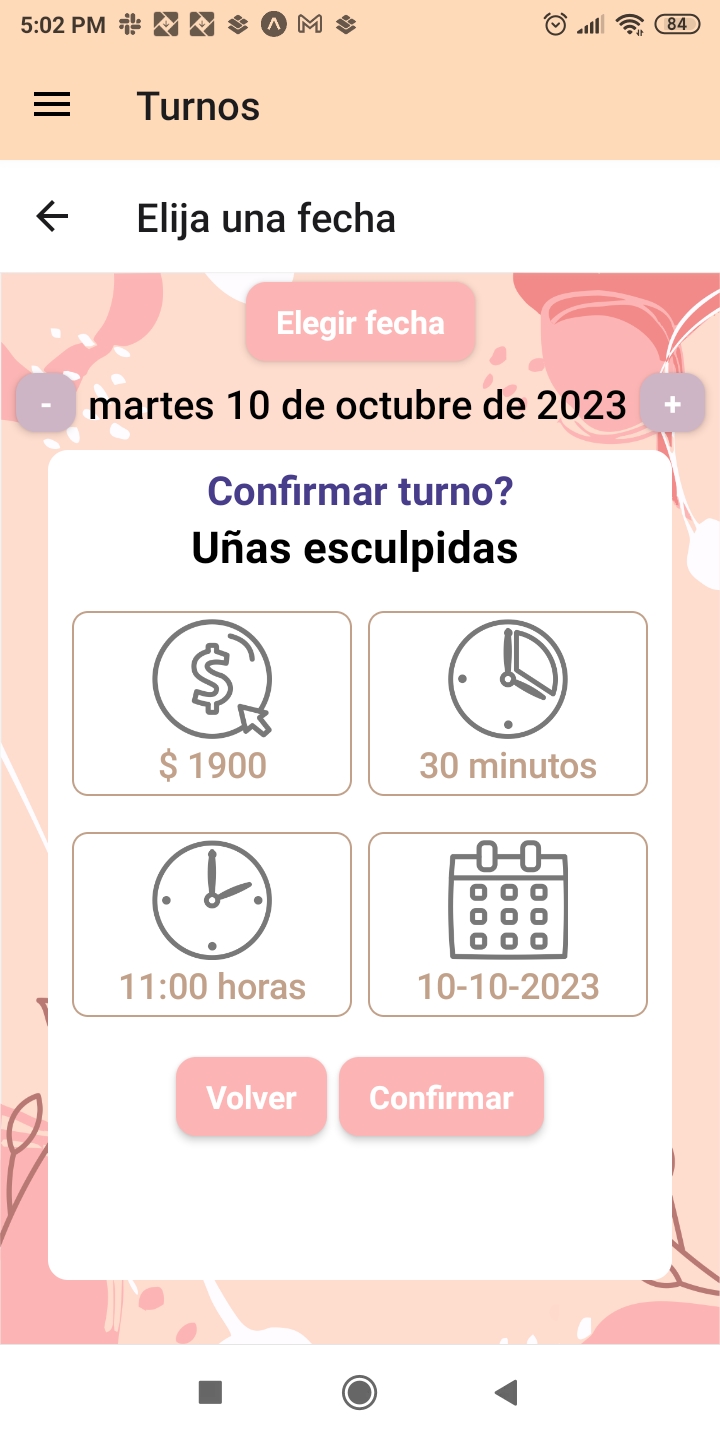 5:02 PM 84
Turnos
Elija una fecha
Elegir fecha
- martes 10 de octubre de 2023 +
Confirmar turno?
Uñas esculpidas
$ 1900 30 minutos
11:00 horas 10-10-2023
Volver Confirmar